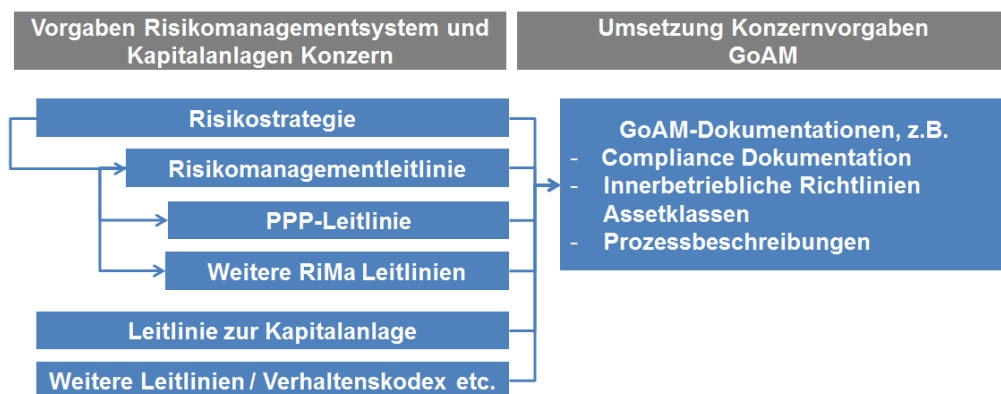 Vorgaben Risikomanagementsystem und
Kapitalanlagen Konzern
Umsetzung Konzernvorgaben
GoAM
Risikostrategie
Risikomanagementleitlinie
PPP-Leitlinie
Weitere RiMa Leitlinien
Leitlinie zur Kapitalanlage
Weitere Leitlinien / Verhaltenskodex etc.
GoAM-Dokumentationen, z.B.
- Compliance Dokumentation
- Innerbetriebliche Richtlinien
Assetklassen
- Prozessbeschreibungen